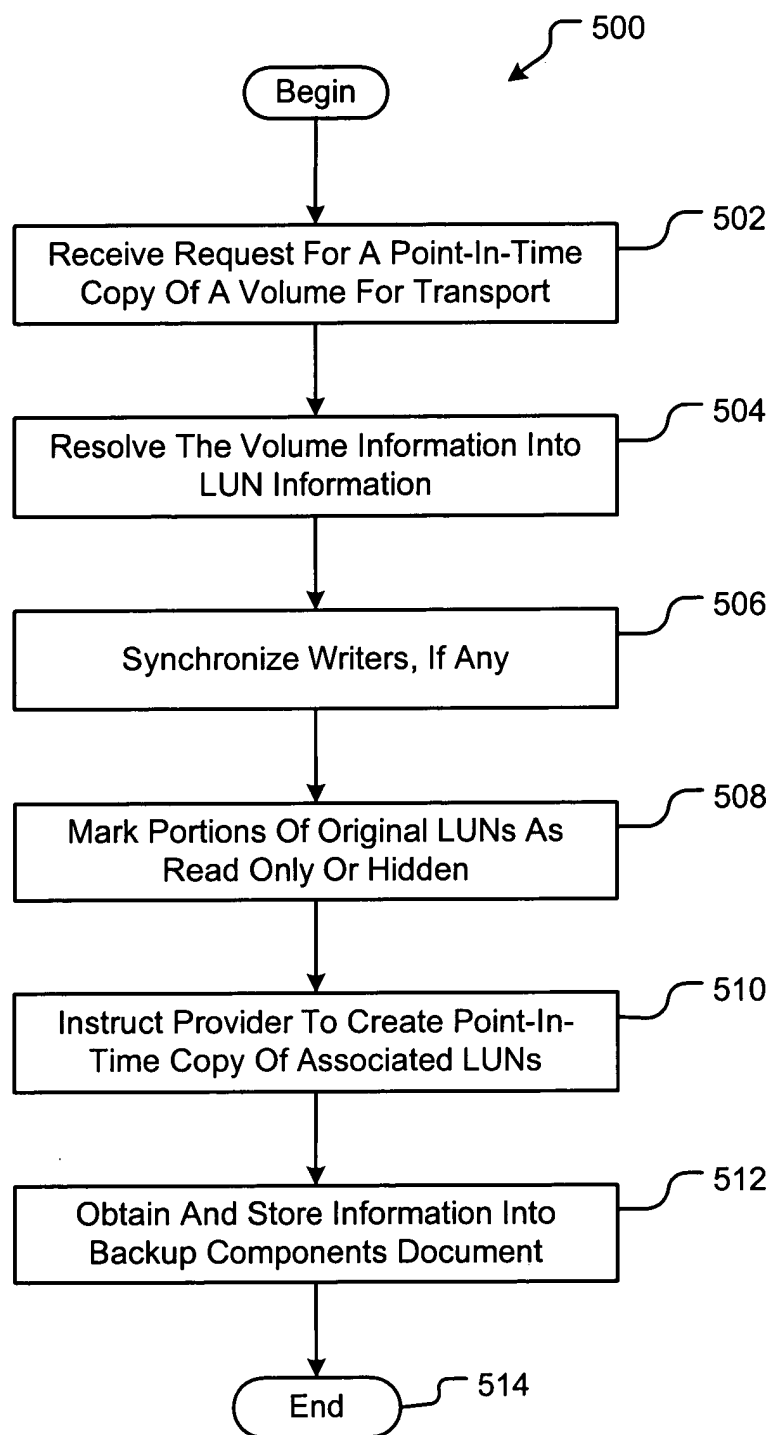 500
Begin
502
Receive Request For A Point-In-Time
Copy Of A Volume For Transport
504
Resolve The Volume Information Into
LUN Information
506
Synchronize Writers, If Any
508
Mark Portions Of Original LUNs As
Read Only Or Hidden
510
Instruct Provider To Create Point-In-
Time Copy Of Associated LUNs
512
Obtain And Store Information Into
Backup Components Document
514
End